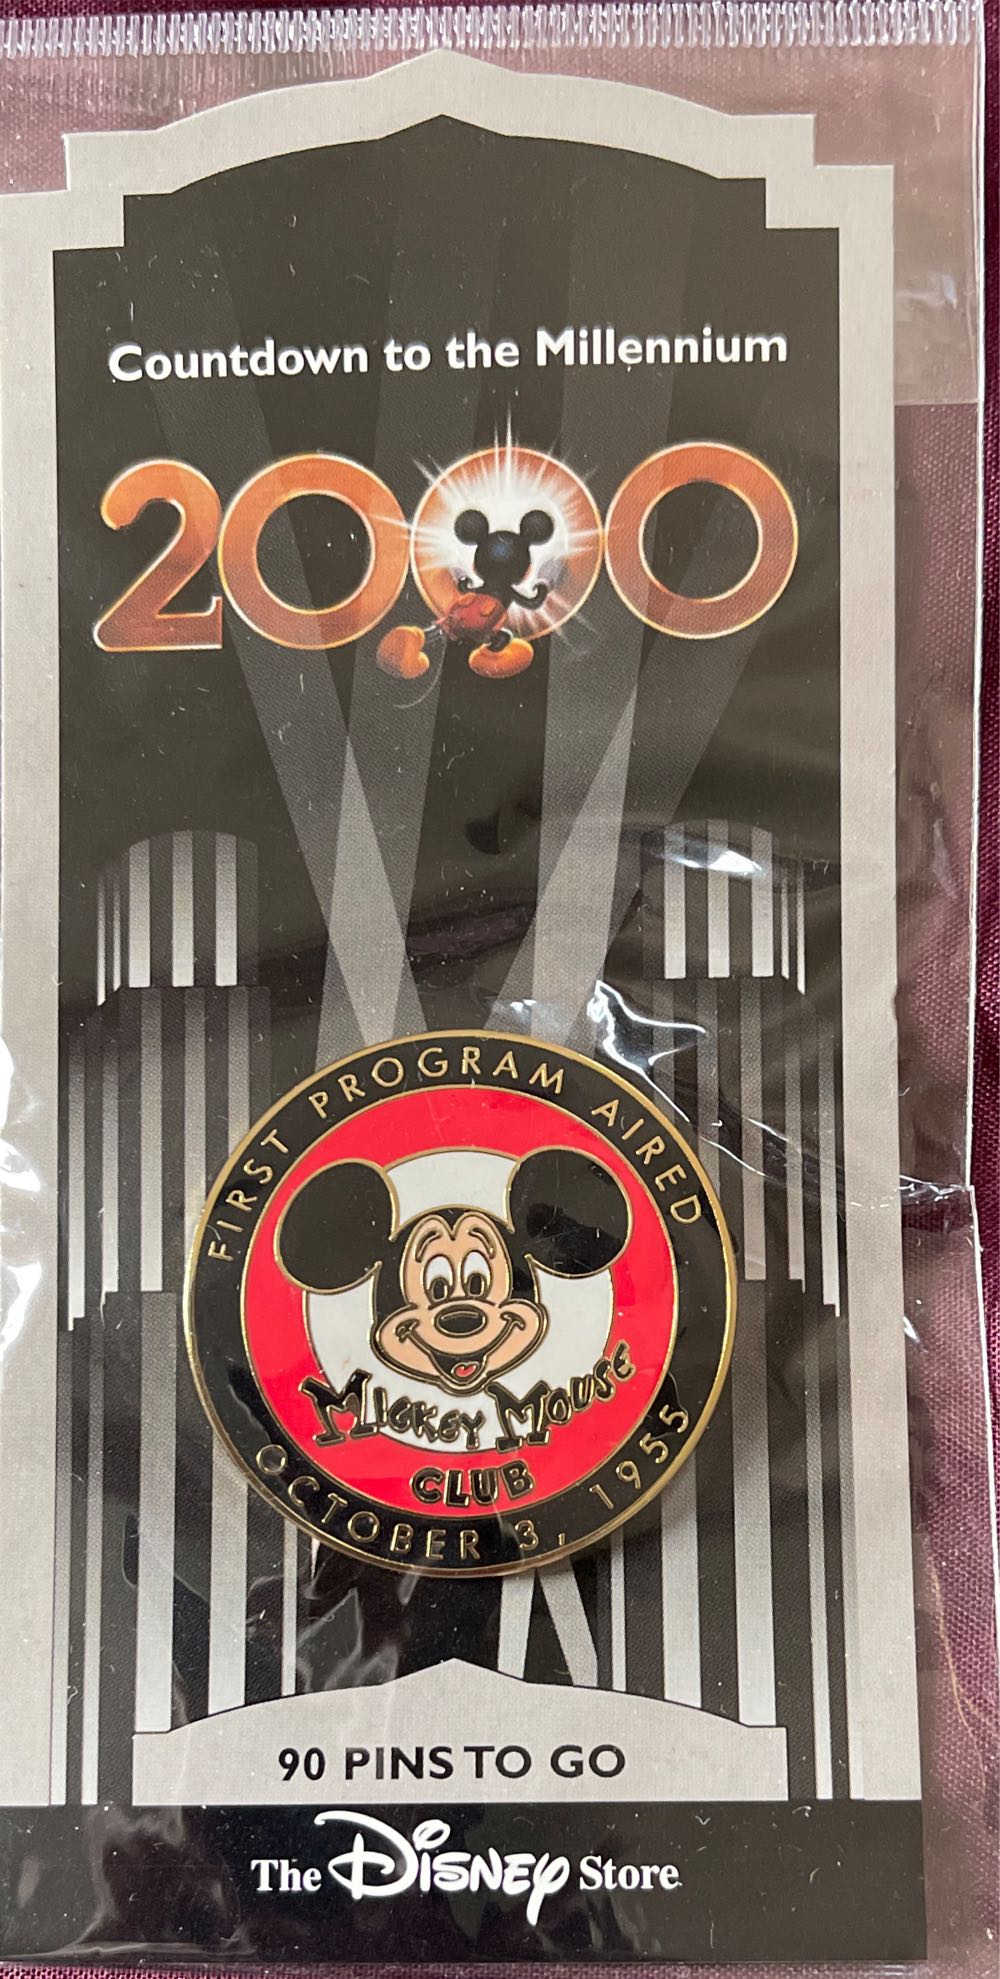 Countdown to the Millennium
2000
FIRST PROGRAM AIRED
MICKEY MOUSE
CLUB
OCTOBER 3, 1955
90 PINS TO GO
The DISNEY Store